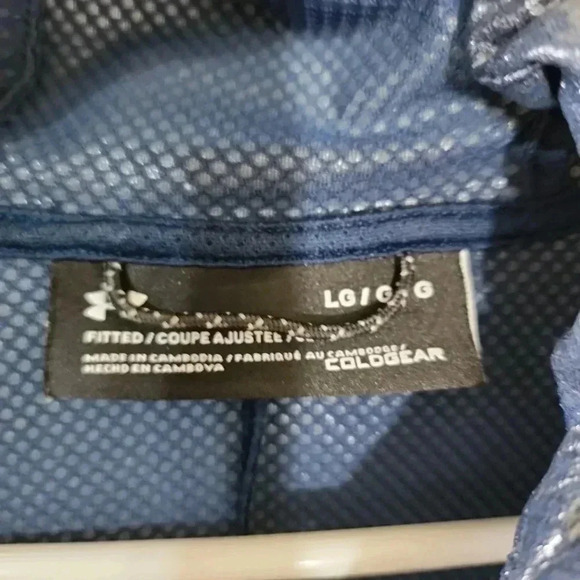 LG / G G
FITTED / COUPE AJUSTÉE /
MADE IN CAMBODIA / FABRIQUÉ AU CAMBODGE /
HECHO EN CAMBOYA
COLDGEAR